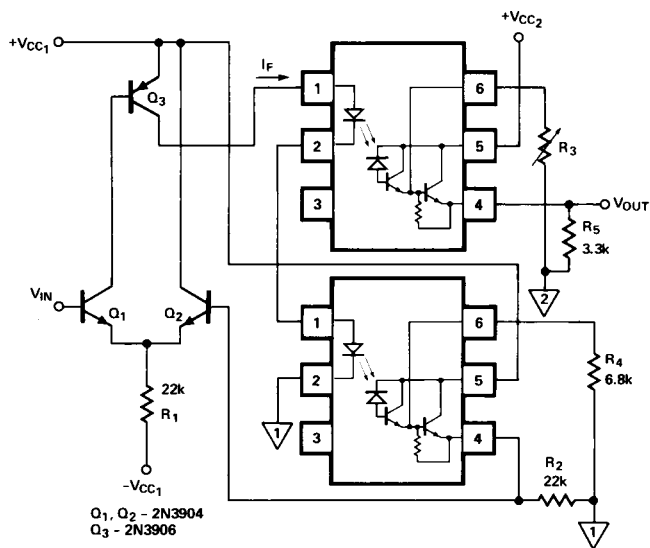 +VCC1
+VCC2
IF
Q3
1
6
2
5
R3
3
4
VOUT
R5
3.3k
2
VIN
Q1
Q2
1
6
R4
6.8k
2
5
22k
R1
1
3
4
R2
22k
-VCC1
1
Q1, Q2 – 2N3904
Q3 – 2N3906